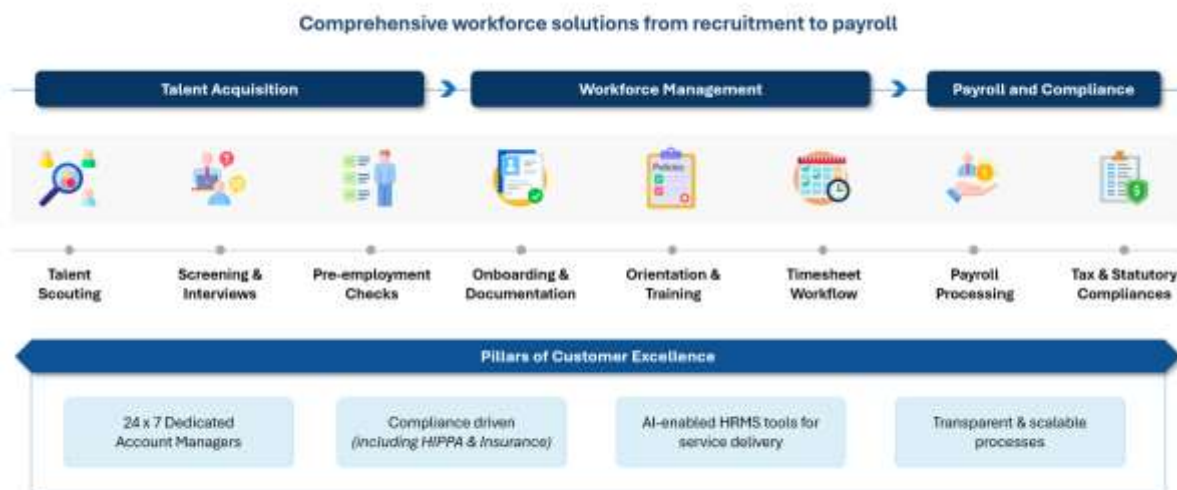 Comprehensive workforce solutions from recruitment to payroll
Talent Acquisition
Workforce Management
Payroll and Compliance
Policies
Talent
Scouting
Screening &
Interviews
Pre-employment
Checks
Onboarding &
Documentation
Orientation &
Training
Timesheet
Workflow
Payroll
Processing
Tax & Statutory
Compliances
Pillars of Customer Excellence
24 x 7 Dedicated
Account Managers
Compliance driven
(including HIPPA & Insurance)
AI-enabled HRMS tools for
service delivery
Transparent & scalable
processes